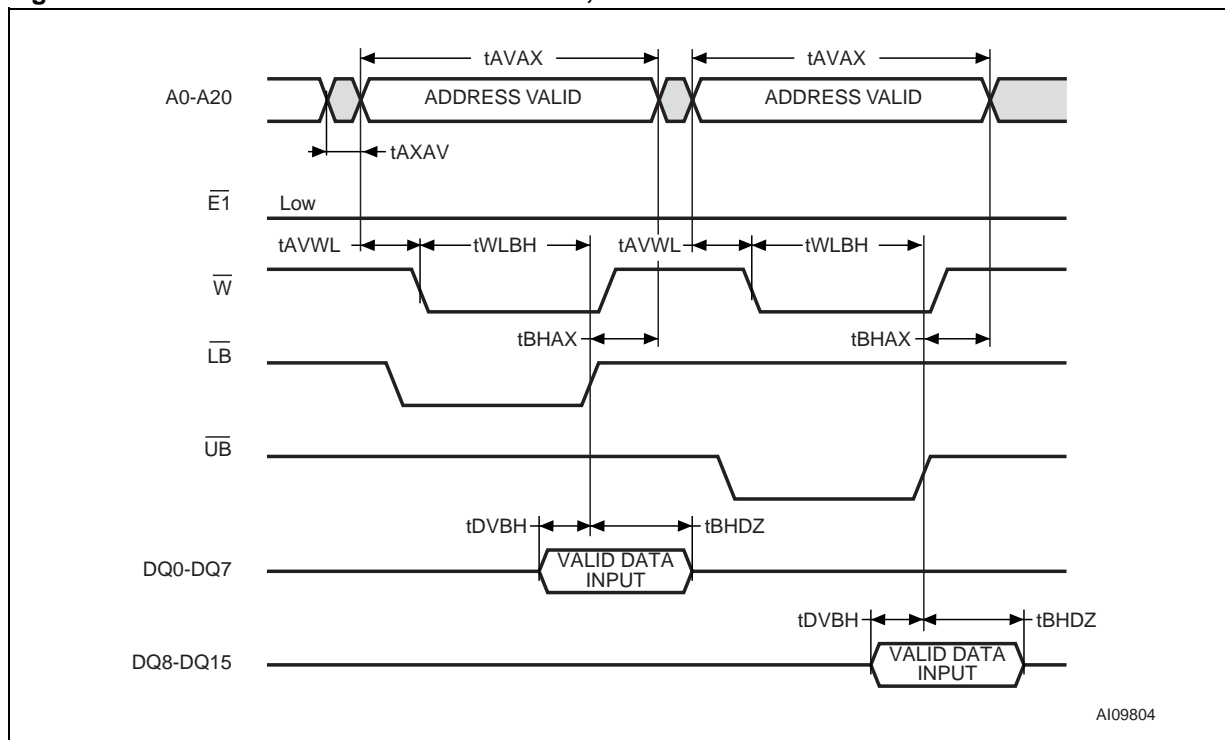 tAVAX tAVAX
A0-A20 ADDRESS VALID ADDRESS VALID
tAXAV
E1 Low
tAVWL tWLBH tAVWL tWLBH
W
tBHAX tBHAX
LB
UB
tDVBH tBHDZ
DQ0-DQ7 VALID DATA
INPUT
tDVBH tBHDZ
DQ8-DQ15 VALID DATA
INPUT
AI09804